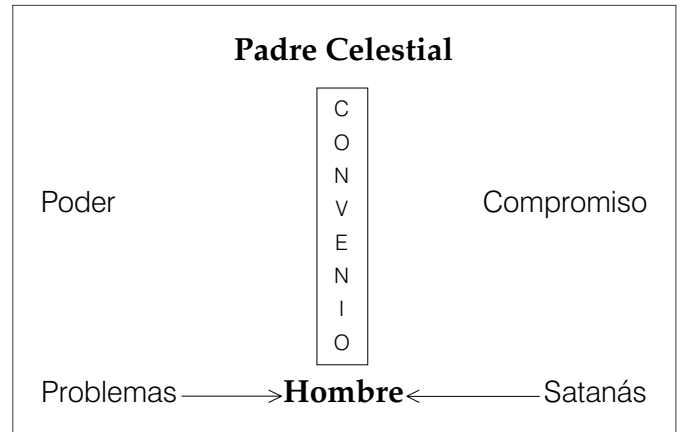 Padre Celestial
C
O
N
V
E
N
I
O
Poder
Compromiso
Problemas Hombre Satanás